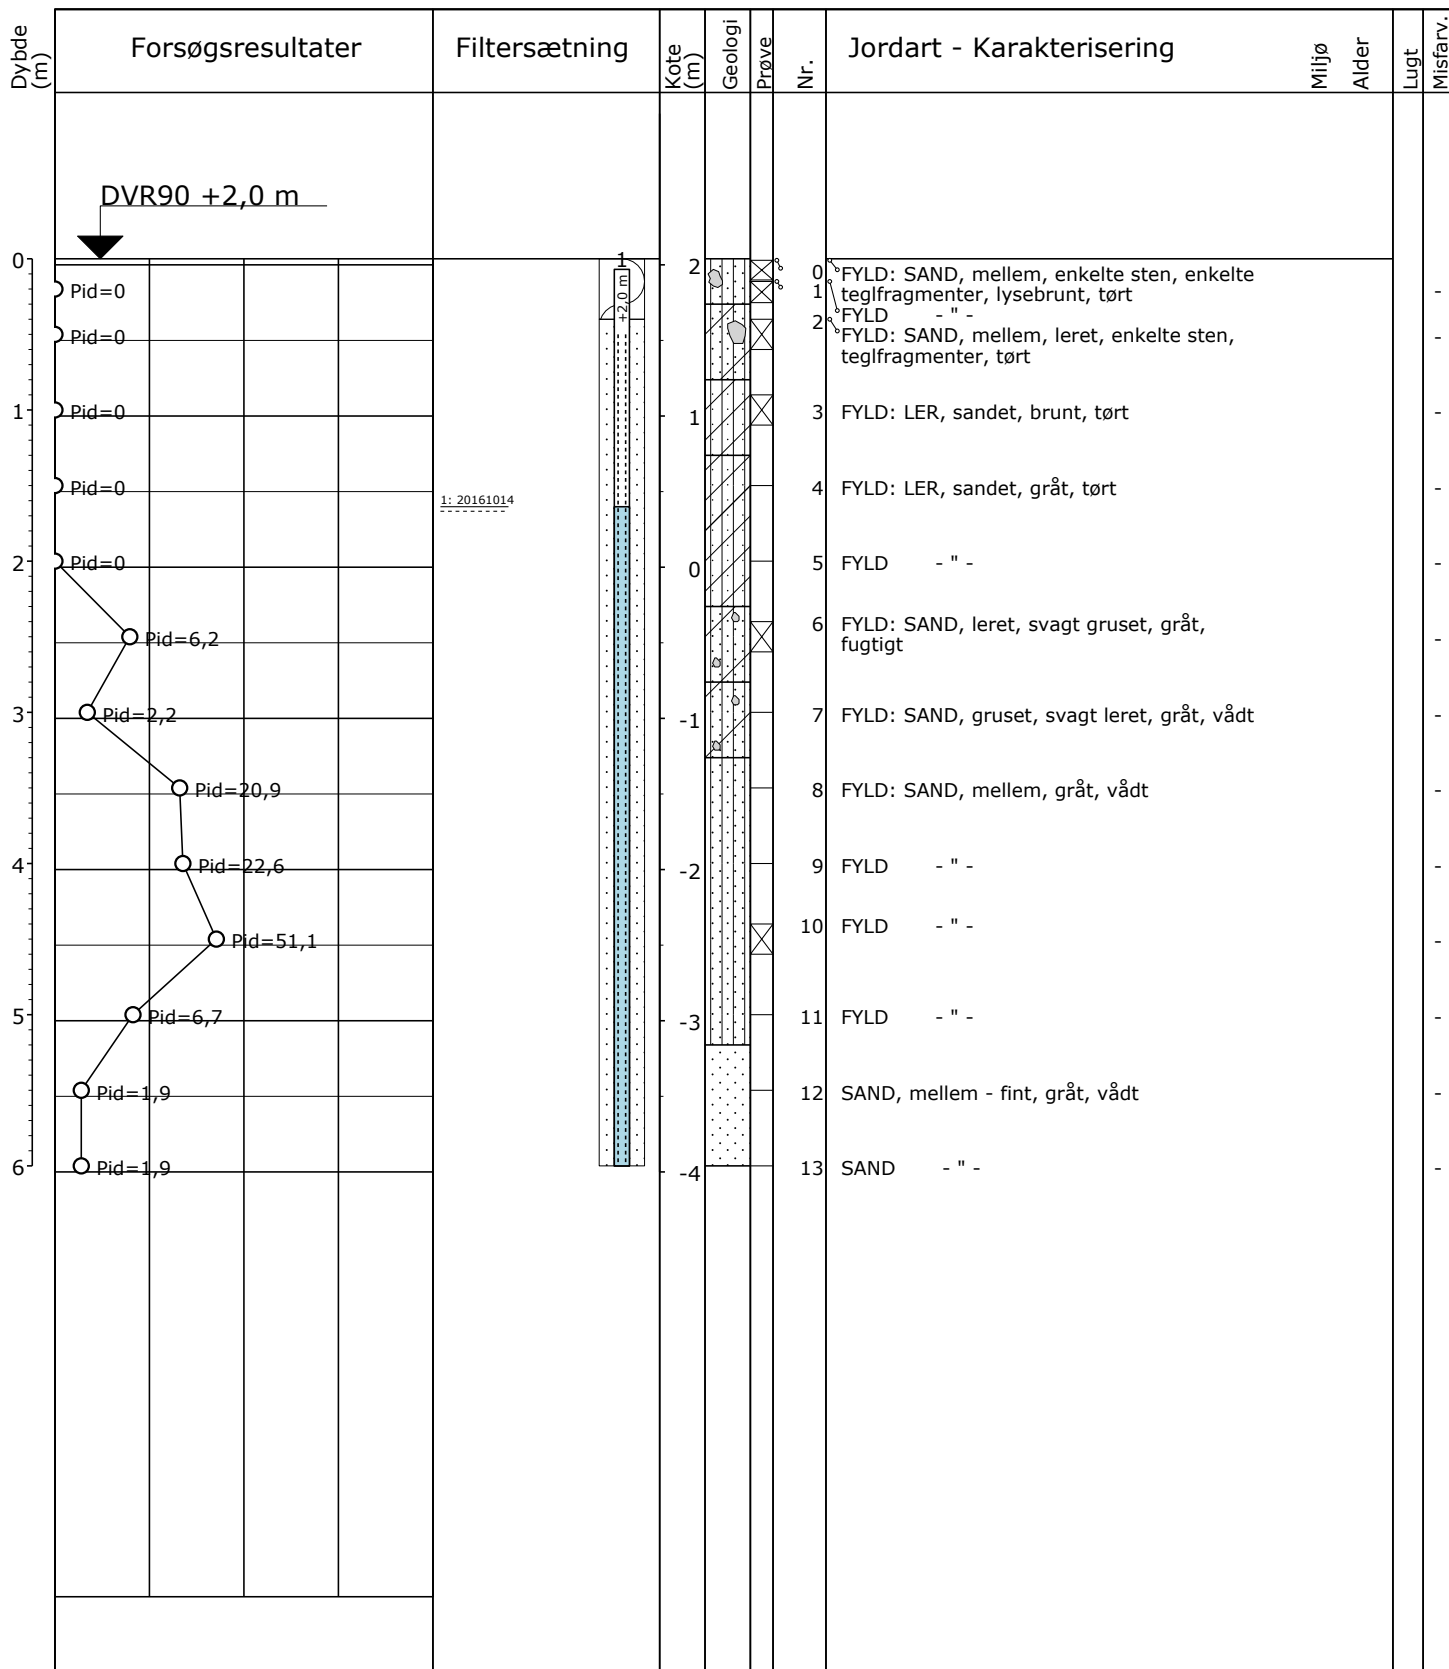 Dybde
(m)
Forsøgsresultater
Filtersætning
Kote
(m)
Geologi
Prøve
Nr.
Jordart - Karakterisering
Miljø
Alder
Lugt
Misfarv.
DVR90 +2,0 m
0
1
2
3
4
5
6
Pid=0
Pid=0
Pid=0
Pid=0
Pid=0
Pid=6,2
Pid=2,2
Pid=20,9
Pid=22,6
Pid=51,1
Pid=6,7
Pid=1,9
Pid=1,9
1: 20161014
1
+2,0 m
2
1
0
-1
-2
-3
-4
0 FYLD: SAND, mellem, enkelte sten, enkelte
1 teglfragmenter, lysebrunt, tørt -
FYLD - " -
2 FYLD: SAND, mellem, leret, enkelte sten, -
teglfragmenter, tørt
3 FYLD: LER, sandet, brunt, tørt -
4 FYLD: LER, sandet, gråt, tørt -
5 FYLD - " - -
6 FYLD: SAND, leret, svagt gruset, gråt,
fugtigt -
7 FYLD: SAND, gruset, svagt leret, gråt, vådt -
8 FYLD: SAND, mellem, gråt, vådt -
9 FYLD - " - -
10 FYLD - " - -
11 FYLD - " - -
12 SAND, mellem - fint, gråt, vådt -
13 SAND - " - -